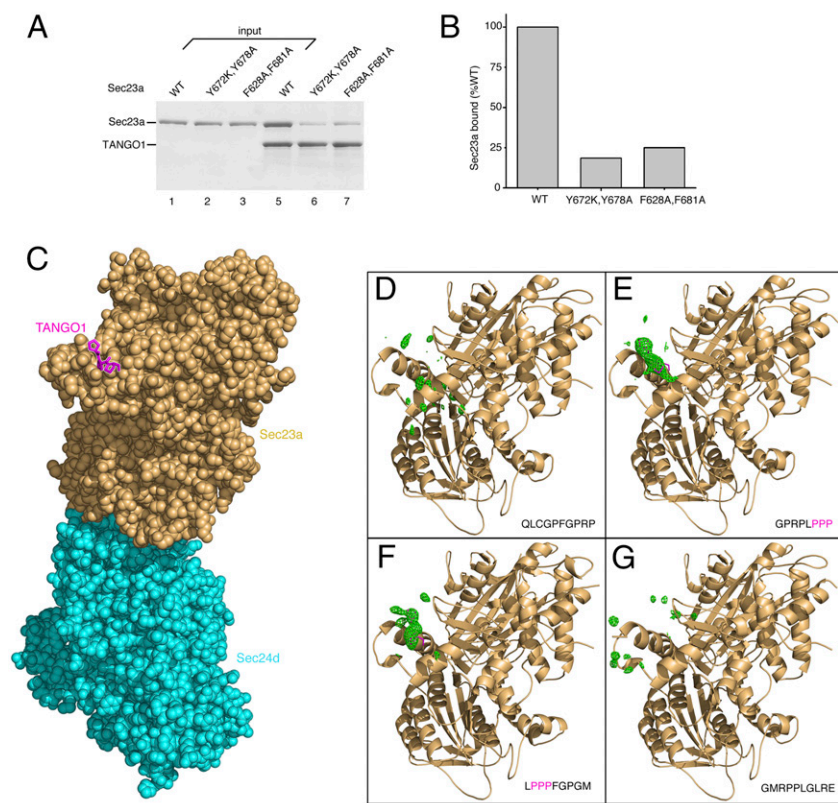 A
input
Sec23a
WT
Y672K,Y678A
F628A,F681A
WT
Y672K,Y678A
F628A,F681A
Sec23a
TANGO1
1 2 3 5 6 7
B
Sec23a bound (%WT)
100
75
50
25
0
WT Y672K,Y678A F628A,F681A
C
TANGO1
Sec23a
Sec24d
D
QLCGPFGPRP
E
GPRPLPPP
F
LPPPFGPGM
G
GMRPPLGLRE